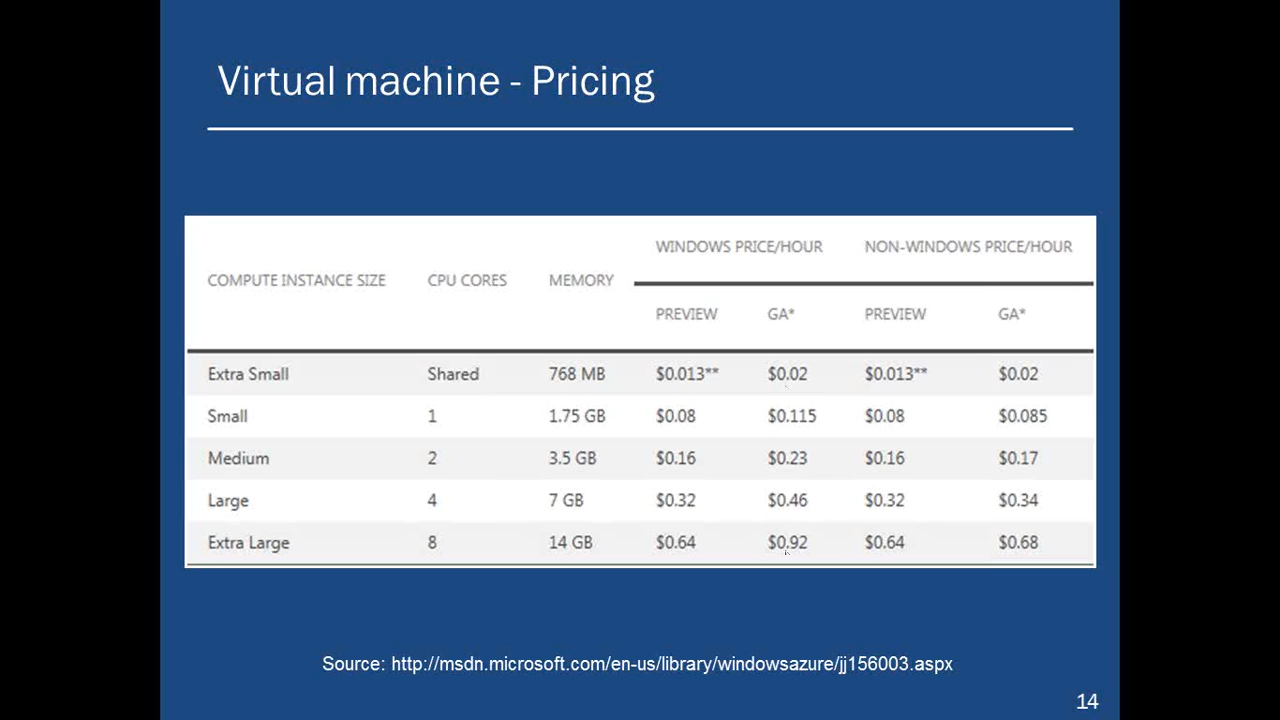 Virtual machine - Pricing
WINDOWS PRICE/HOUR NON-WINDOWS PRICE/HOUR
COMPUTE INSTANCE SIZE CPU CORES MEMORY
PREVIEW GA* PREVIEW GA*
Extra Small Shared 768 MB $0.013** $0.02 $0.013** $0.02
Small 1 1.75 GB $0.08 $0.115 $0.08 $0.085
Medium 2 3.5 GB $0.16 $0.23 $0.16 $0.17
Large 4 7 GB $0.32 $0.46 $0.32 $0.34
Extra Large 8 14 GB $0.64 $0.92 $0.64 $0.68
Source: http://msdn.microsoft.com/en-us/library/windowsazure/jj156003.aspx
14